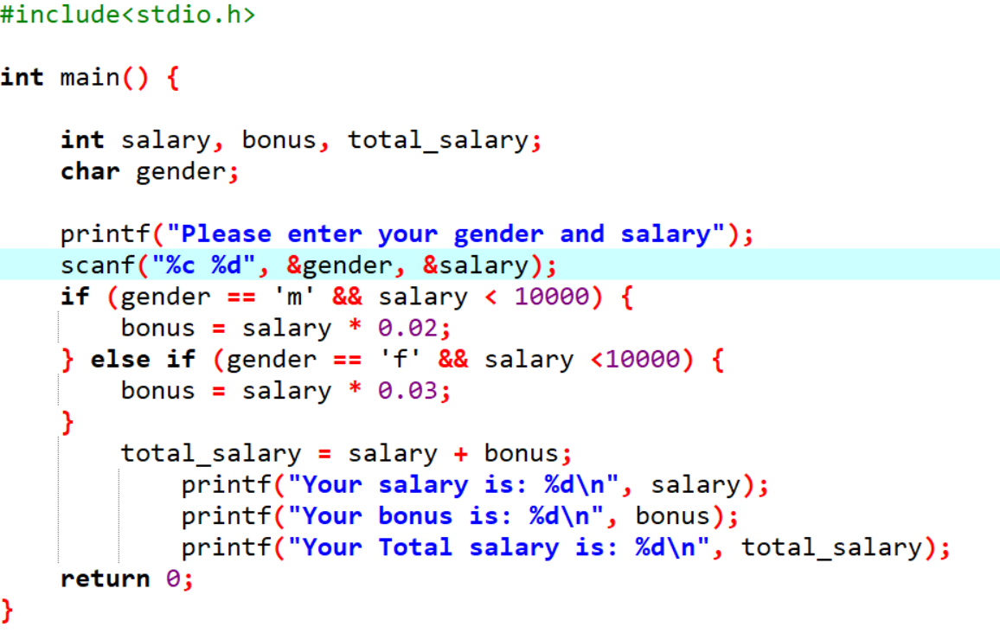 #include<stdio.h>
int main() {
    int salary, bonus, total_salary;
    char gender;
    printf("Please enter your gender and salary");
    scanf("%c %d", &gender, &salary);
    if (gender == 'm' && salary < 10000) {
        bonus = salary * 0.02;
    } else if (gender == 'f' && salary <10000) {
        bonus = salary * 0.03;
    }
        total_salary = salary + bonus;
            printf("Your salary is: %d\n", salary);
            printf("Your bonus is: %d\n", bonus);
            printf("Your Total salary is: %d\n", total_salary);
    return 0;
}